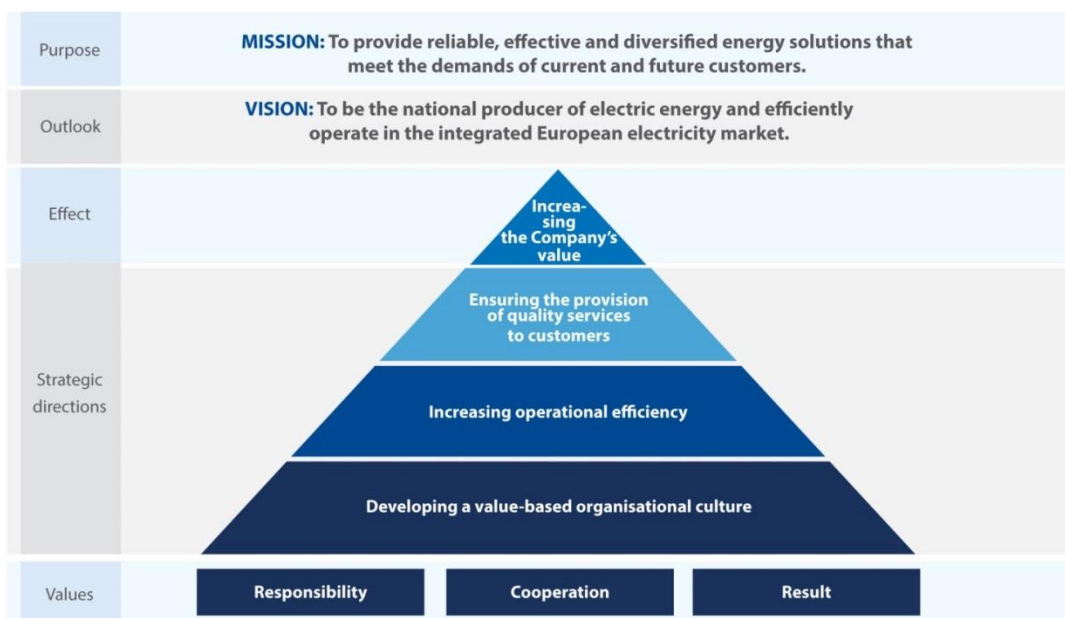 Purpose
MISSION: To provide reliable, effective and diversified energy solutions that
meet the demands of current and future customers.
Outlook
VISION: To be the national producer of electric energy and efficiently
operate in the integrated European electricity market.
Effect
Increa-
sing
the Company's
value
Strategic
directions
Ensuring the provision
of quality services
to customers
Increasing operational efficiency
Developing a value-based organisational culture
Values
Responsibility
Cooperation
Result